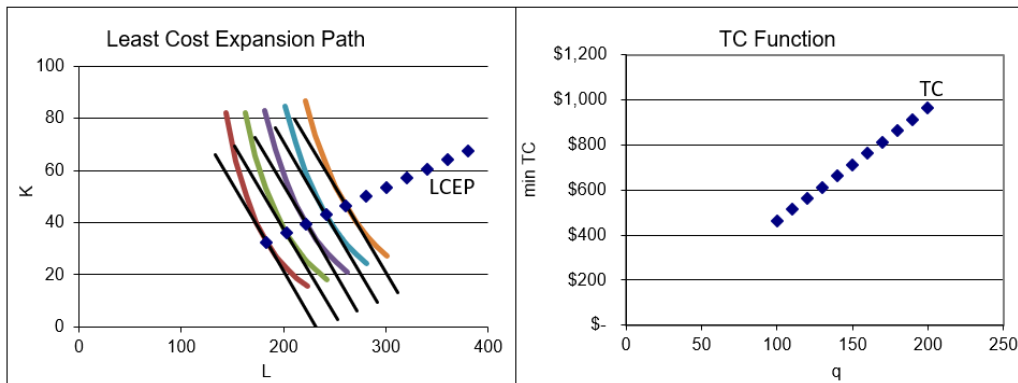 Least Cost Expansion Path
100
80
60
40
20
0
K
LCEP
0 100 200 300 400
L
TC Function
$1,200
$1,000
$800
$600
$400
$200
$-
min TC
TC
0 50 100 150 200 250
q